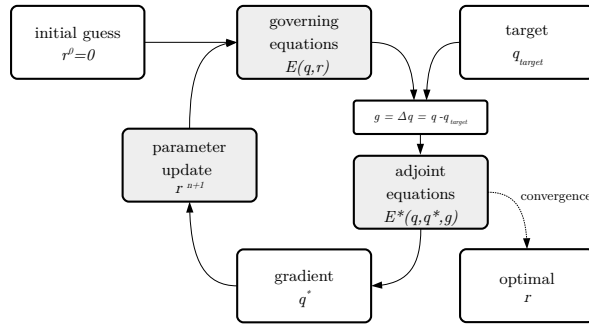 initial guess
r⁰=0
governing
equations
E(q,r)
target
q_target
g = Δq = q -q_target
parameter
update
r ⁿ⁺¹
adjoint
equations
E*(q,q*,g)
convergence
gradient
q*
optimal
r